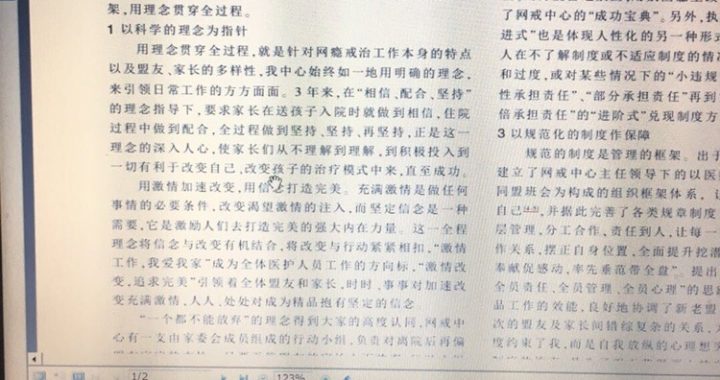 架,用理念贯穿全过程。
1 以科学的理念为指针
用理念贯穿全过程,就是针对网瘾戒治工作本身的特点
以及盟友、家长的多样性,我中心始终如一地用明确的理念,
来引领日常工作的方方面面。3 年来,在“相信、配合、坚持”
的理念指导下,要求家长在送孩子入院时就做到相信,住院
过程中做到配合,全过程做到坚持、坚持、再坚持,正是这一
理念的深入人心,使家长们从不理解到理解,到积极投入到
一切有利于改变自己、改变孩子的治疗模式中来,直至成功。
用激情加速改变,用信念打造完美。充满激情是做任何
事情的必要条件,改变渴望激情的注入,而坚定信念是一种
需要,它是激励人们去打造完美的强大内在力量。这一全程
理念将信念与改变有机结合,将改变与行动紧紧相扣,“激情
工作,我爱我家”成为全体医护人员工作的方向标,“激情改
变,追求完美”引领着全体盟友和家长,时时、事事对加速改
变充满激情,人人、处处对成为精品抱有坚定的信念
“一个都不能放弃”的理念得到大家的高度认同,网戒中
心有一支由家委会成员组成的行动小组,负责对离院后再偏
了网戒中心的“成功宝典”。另外,执
进式”也是体现人性化的另一种形式
人在不了解制度或不适应制度的情
和过度,或对某些情况下的“小违规
性承担责任”、“部分承担责任”再到
倍承担责任”的“进阶式”兑现制度方
3 以规范化的制度作保障
规范的制度是管理的框架。出于
建立了网戒中心主任领导下的以医
同盟班会为构成的组织框架体系,
自己,并据此完善了各类规章制度
层管理,分工合作,责任到人,让每一
作关系,摆正自身位置,全面提升挖潜
奉献促感动,率先垂范带全盘”。提出
全员责任、全员管理、全员心理”的思
品工作的效能,良好地协调了新老盟
次的盟友及家长间错综复杂的关系,
度约束了我,而是自我放纵的心理想
1/2
123%